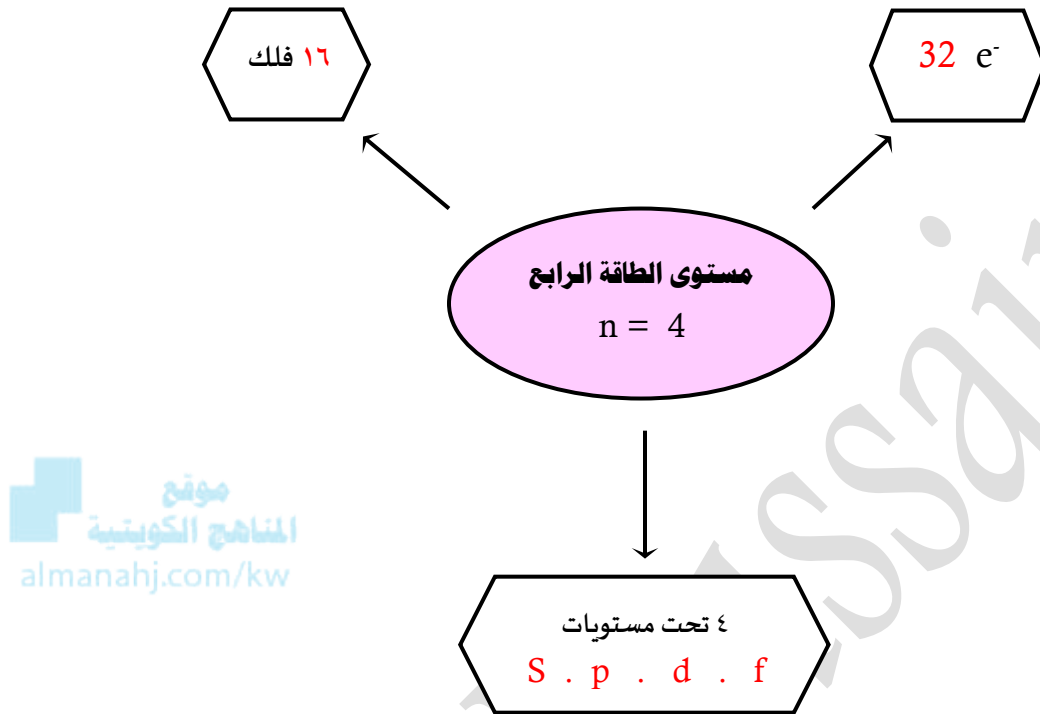 ١٦ فلك
32 e-
مستوى الطاقة الرابع
n = 4
موقع
المناهج الكويتية
almanahj.com/kw
٤ تحت مستويات
S . p . d . f